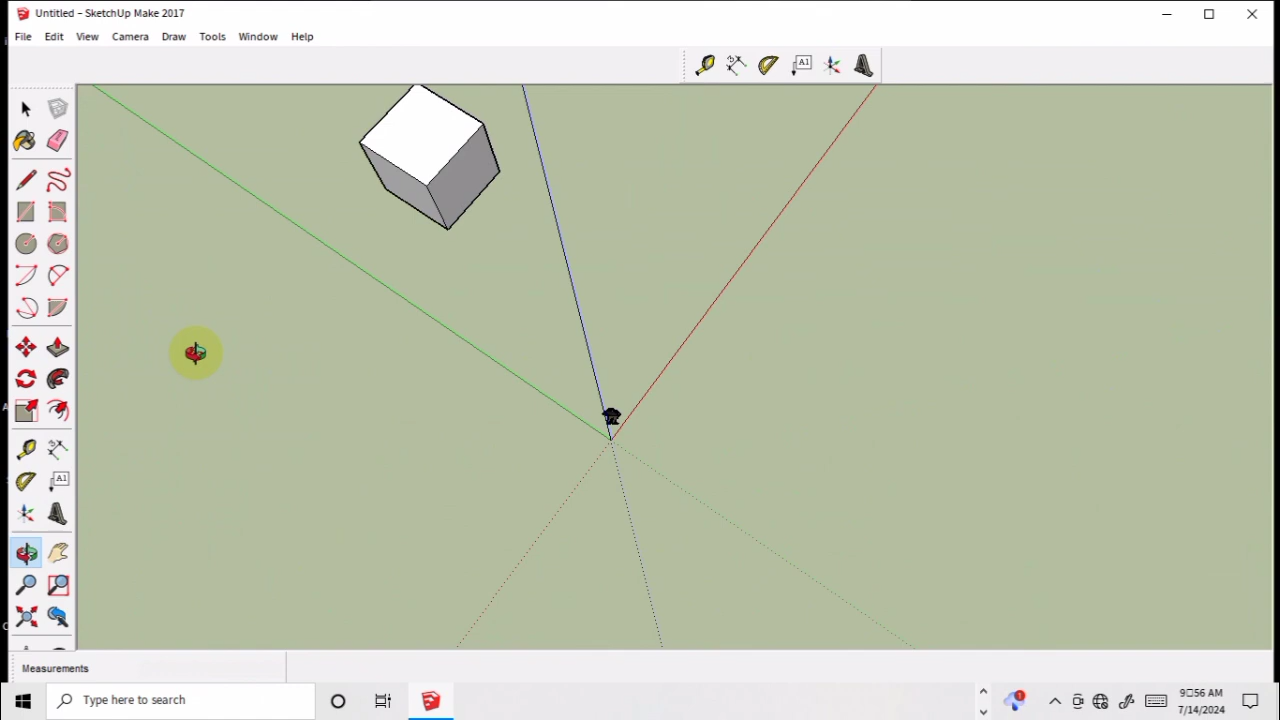 Untitled – SketchUp Make 2017
File Edit View Camera Draw Tools Window Help
A1
A1
Measurements
Type here to search
1
9□56 AM
7/14/2024